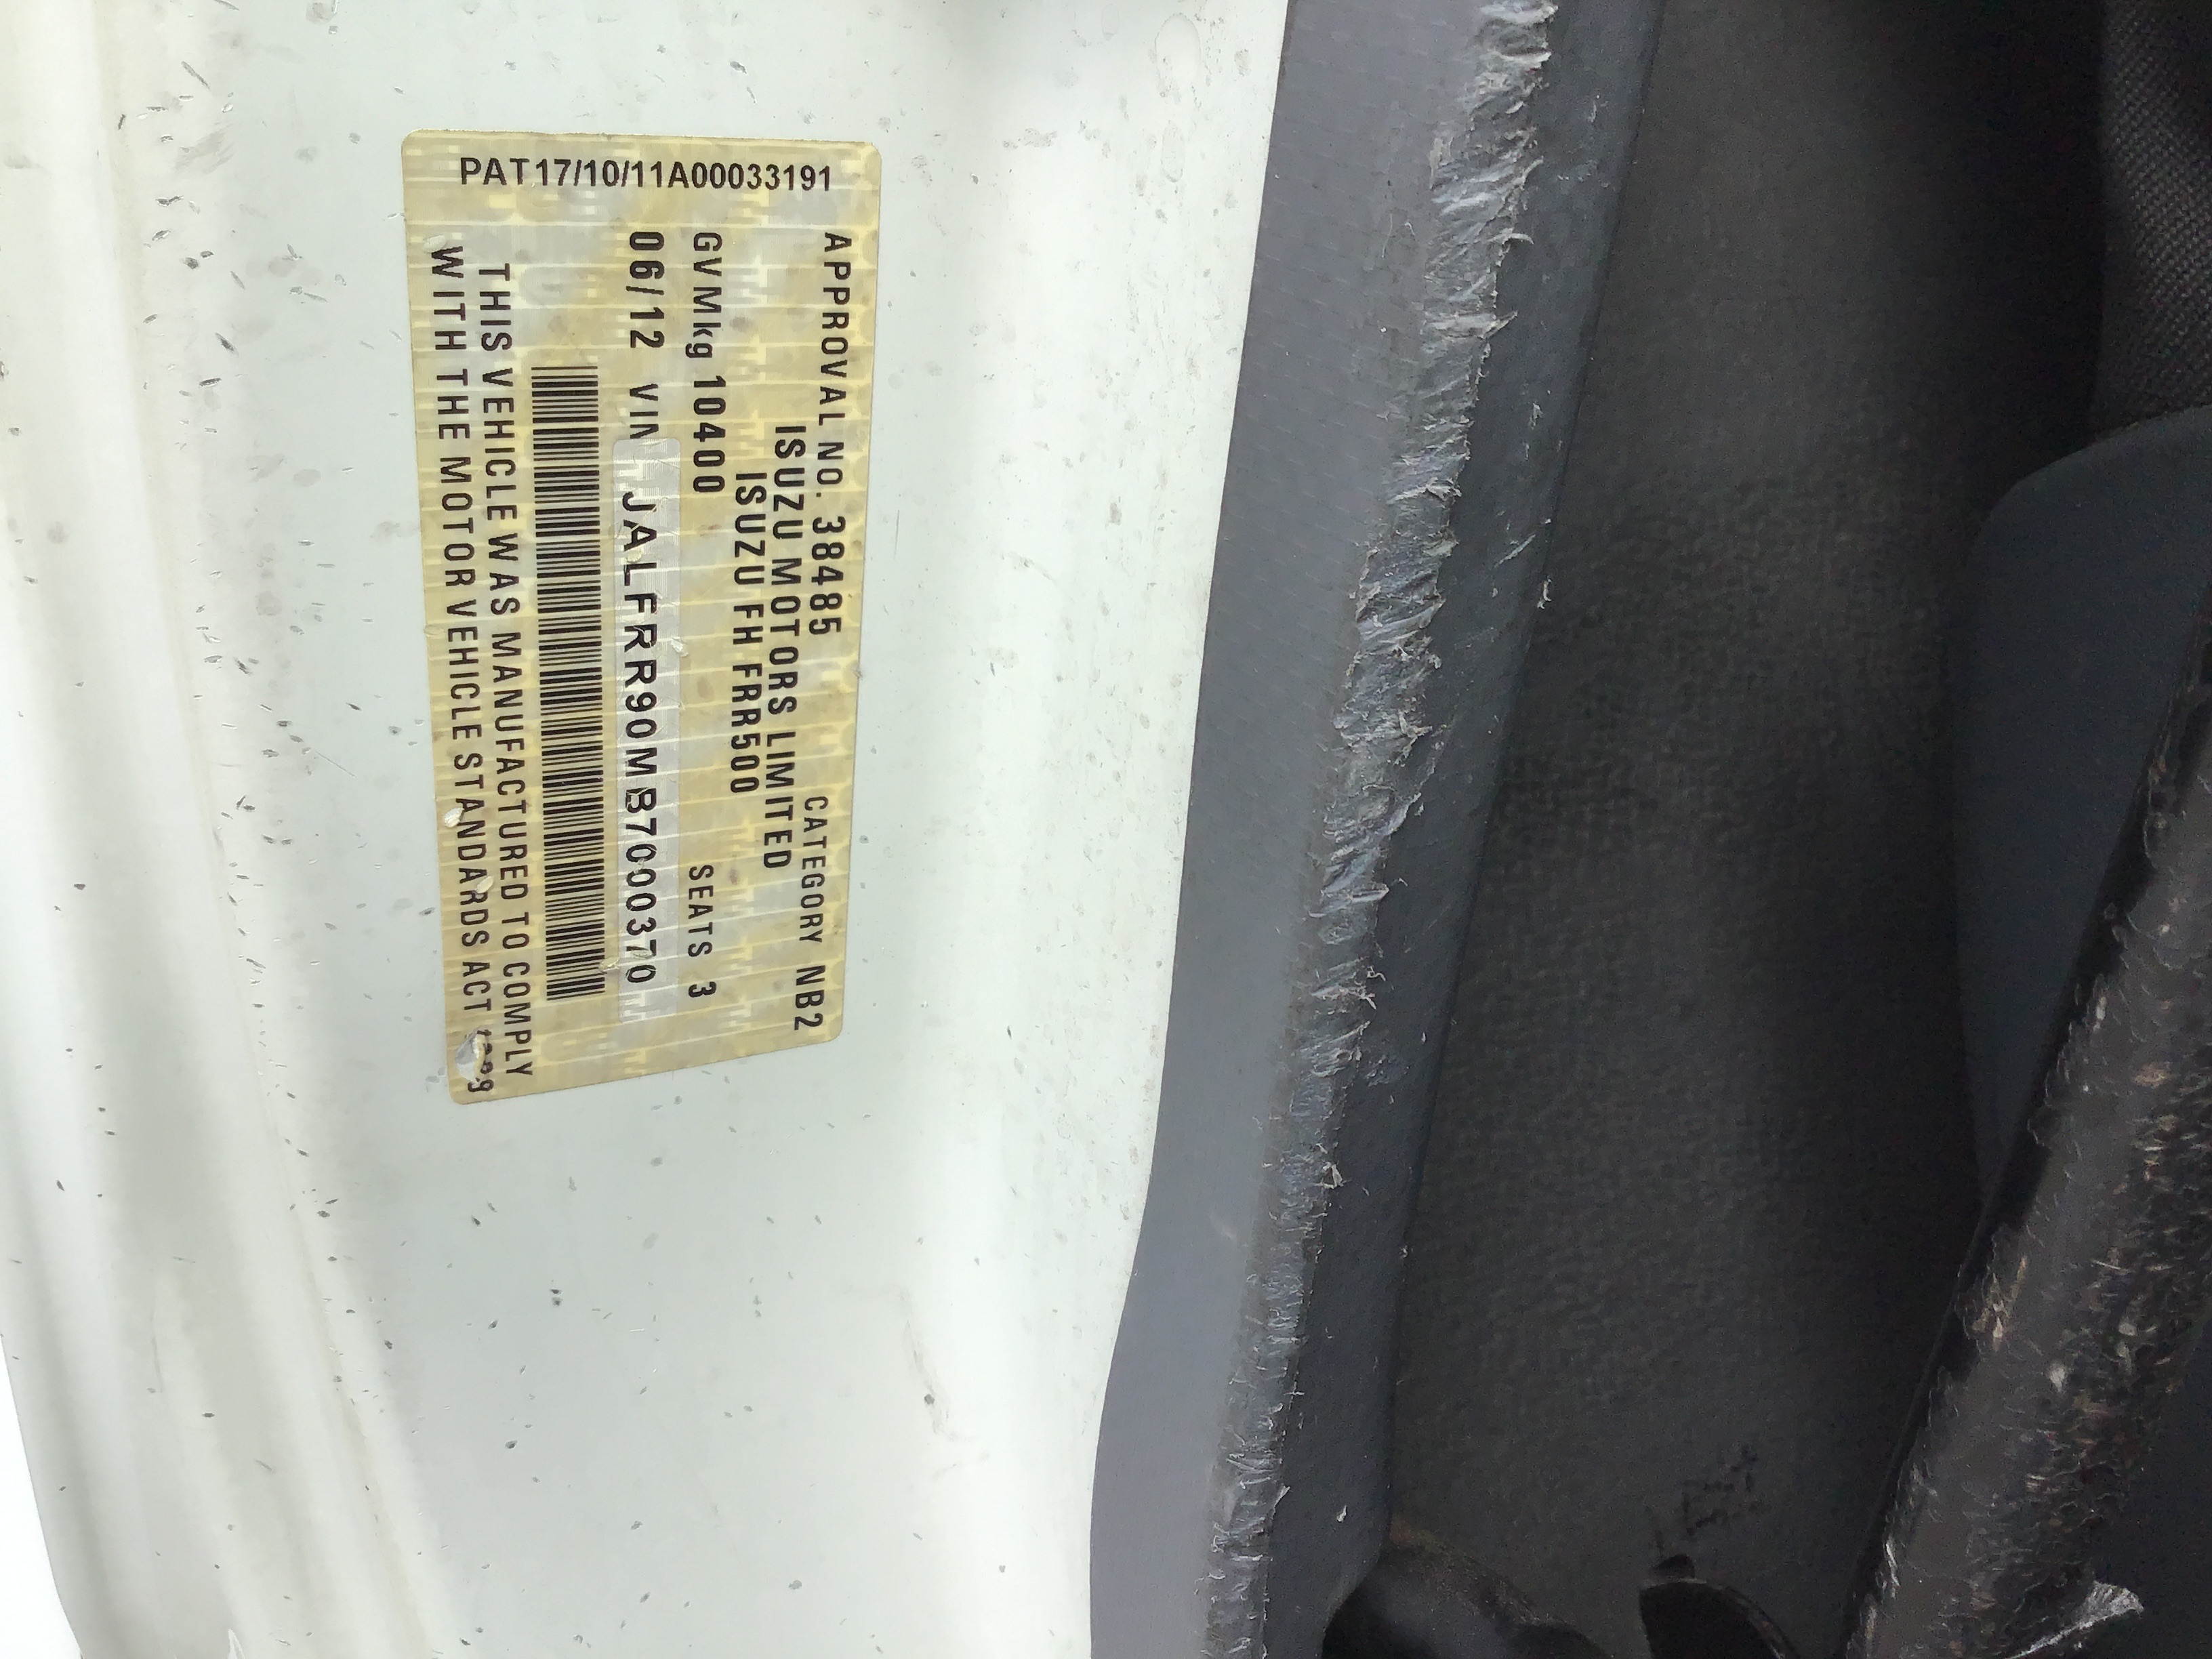 PAT17/10/11A00033191
APPROVAL NO. 38485 CATEGORY NB2
ISUZU MOTORS LIMITED
ISUZU FH FRR500
GVMkg 10400 SEATS 3
06/12 VIN JALFRR90MB7000370
THIS VEHICLE WAS MANUFACTURED TO COMPLY
WITH THE MOTOR VEHICLE STANDARDS ACT